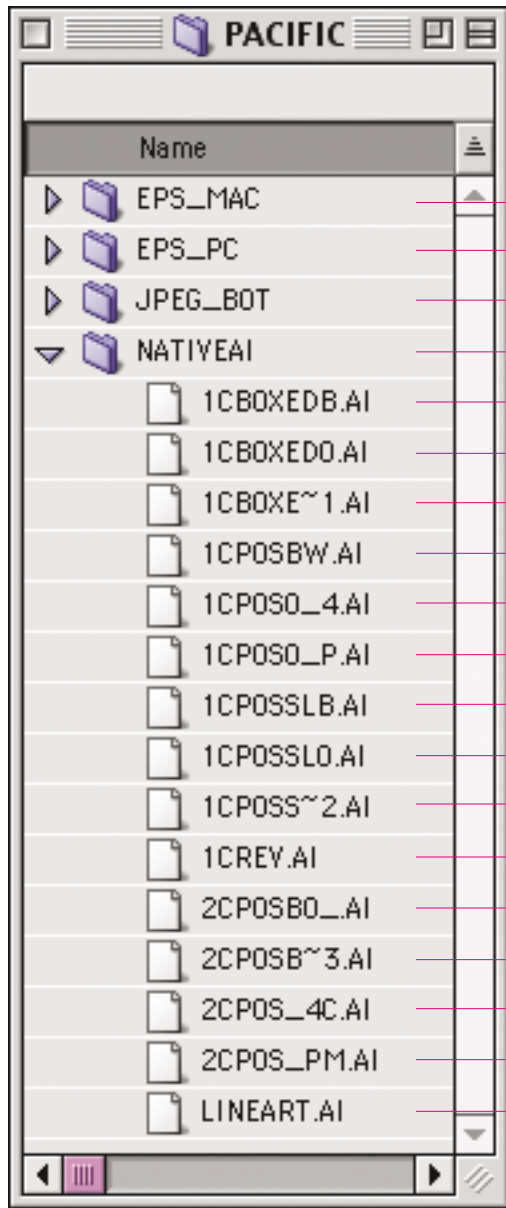 PACIFIC
Name
EPS_MAC
EPS_PC
JPEG_BOT
NATIVEAI
1CBOXEDB.AI
1CBOXEDO.AI
1CBOXE~1.AI
1CPOSBW.AI
1CPOSO_4.AI
1CPOSO_P.AI
1CPOSSLB.AI
1CPOSSLO.AI
1CPOSS~2.AI
1CREV.AI
2CPOSBO_.AI
2CPOSB~3.AI
2CPOS_4C.AI
2CPOS_PM.AI
LINEART.AI